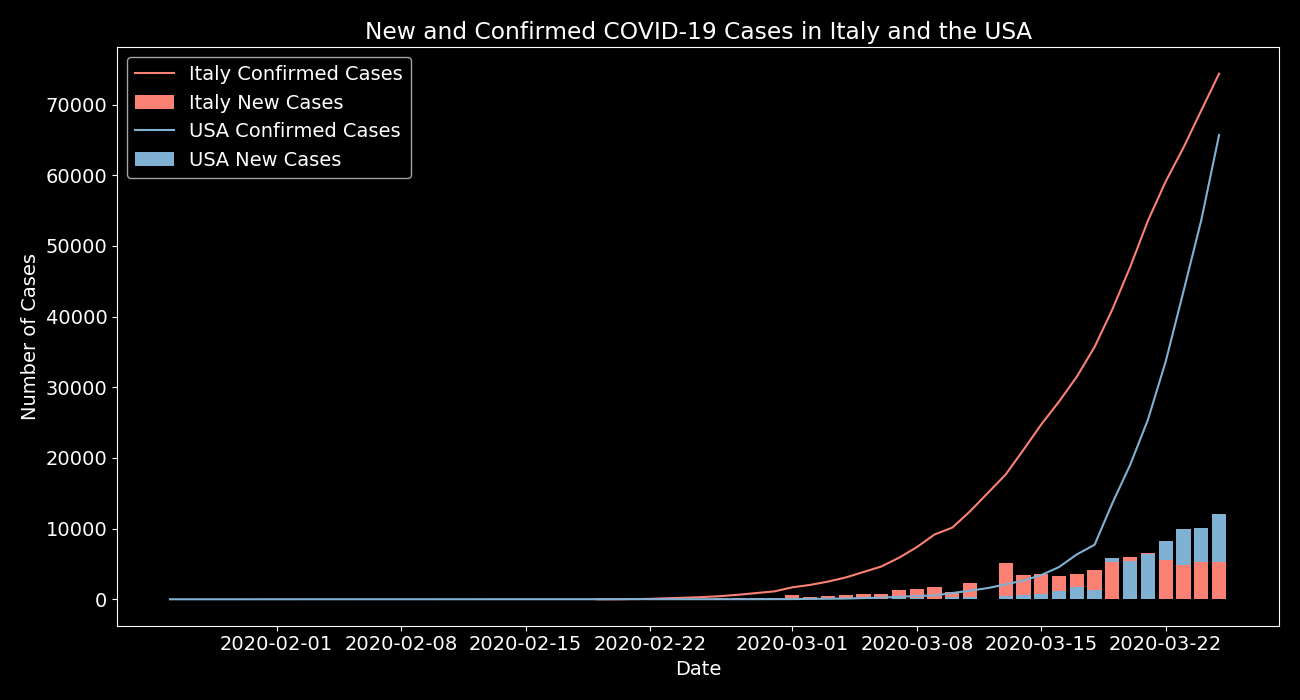 New and Confirmed COVID-19 Cases in Italy and the USA
Italy Confirmed Cases
Italy New Cases
USA Confirmed Cases
USA New Cases
70000
60000
50000
40000
30000
20000
10000
0
Number of Cases
2020-02-01 2020-02-08 2020-02-15 2020-02-22 2020-03-01 2020-03-08 2020-03-15 2020-03-22
Date